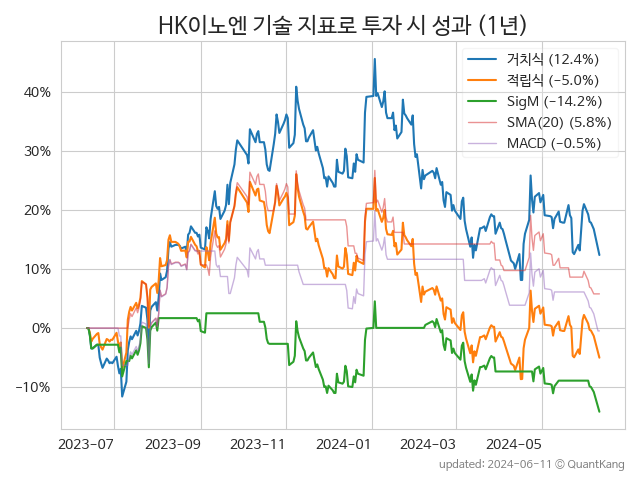 HK이노엔 기술 지표로 투자 시 성과 (1년)
거치식 (12.4%)
적립식 (−5.0%)
SigM (−14.2%)
SMA(20) (5.8%)
MACD (−0.5%)
40%
30%
20%
10%
0%
−10%
2023-07 2023-09 2023-11 2024-01 2024-03 2024-05
updated: 2024-06-11 © QuantKang